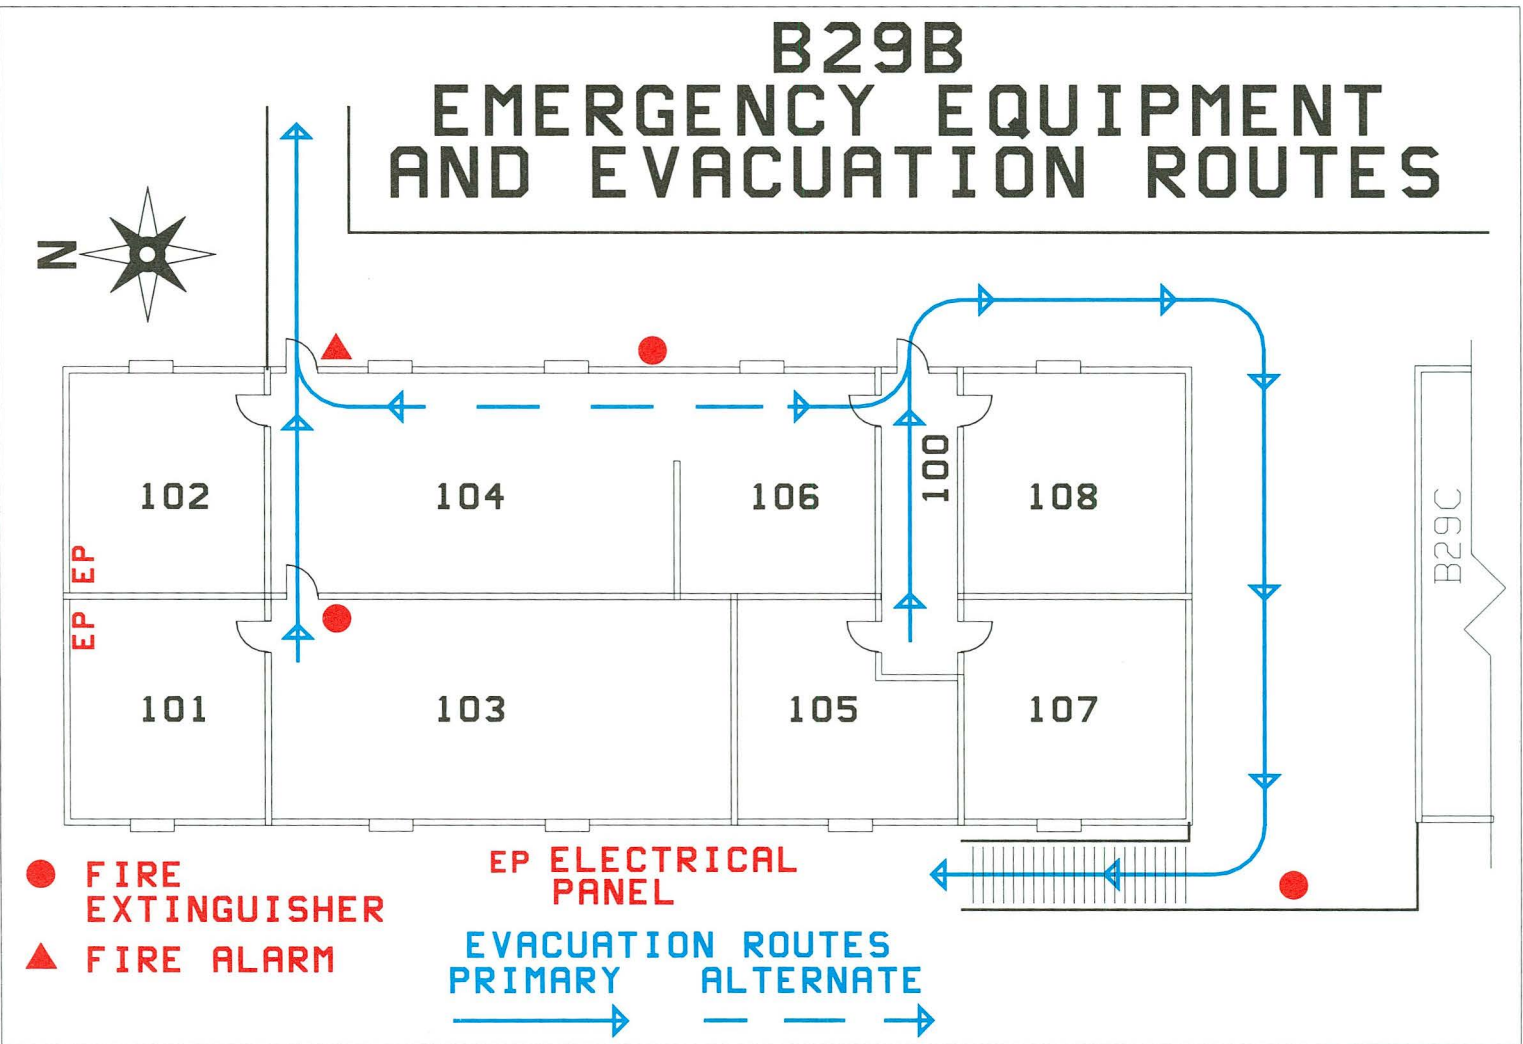 B29B
EMERGENCY EQUIPMENT
AND EVACUATION ROUTES
N
102
104
106
100
108
B29C
EP
EP
101
103
105
107
FIRE
EXTINGUISHER
FIRE ALARM
EP ELECTRICAL
PANEL
EVACUATION ROUTES
PRIMARY ALTERNATE